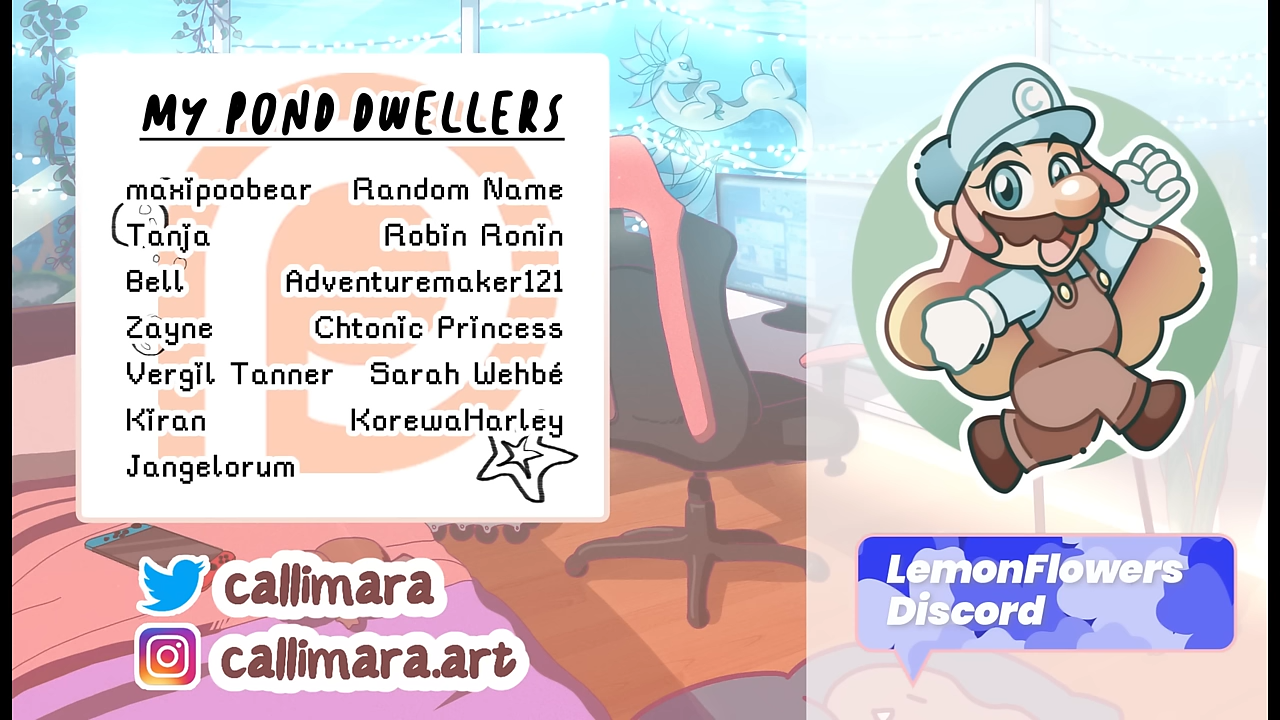 MY POND DWELLERS
maxipoobear Random Name
Tanja Robin Ronin
Bell Adventuremaker121
Zayne Chtonic Princess
Vergil Tanner Sarah Wehbé
Kiran KorewaHarley
Jangelorum
callimara
callimara.art
C
LemonFlowers
Discord